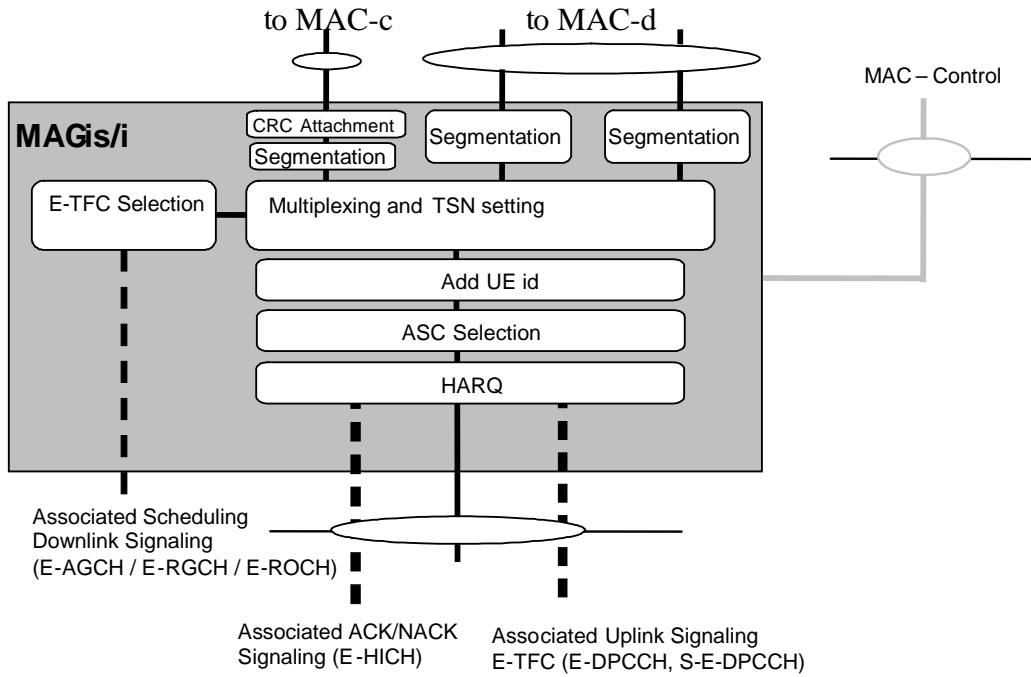 to MAC-c
to MAC-d
MAC – Control
MAGis/i
CRC Attachment
Segmentation
Segmentation
Segmentation
E-TFC Selection
Multiplexing and TSN setting
Add UE id
ASC Selection
HARQ
Associated Scheduling
Downlink Signaling
(E-AGCH / E-RGCH / E-ROCH)
Associated ACK/NACK
Signaling (E-HICH)
Associated Uplink Signaling
E-TFC (E-DPCCH, S-E-DPCCH)